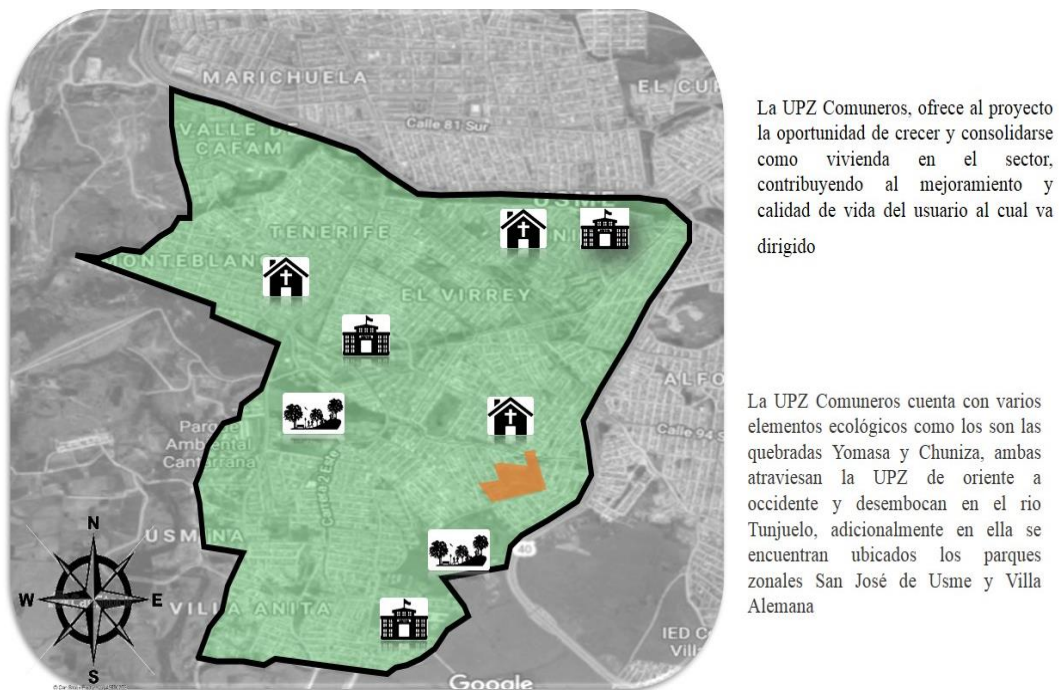 MARICHUELA
EL CU
Calle 81 Sur
VALLE DE
CAFAM
USME
TENERIFE
MONTEBLAN
EL VIRREY
ALFO
Calle 94 S
Ambiental
Cantarrana
Carrera 2 Este
ÚSMINA
40
VILLA ANITA
IED C
Villa
Google
N
W
E
S
La UPZ Comuneros, ofrece al proyecto
la oportunidad de crecer y consolidarse
como vivienda en el sector,
contribuyendo al mejoramiento y
calidad de vida del usuario al cual va
dirigido
La UPZ Comuneros cuenta con varios
elementos ecológicos como los son las
quebradas Yomasa y Chuniza, ambas
atraviesan la UPZ de oriente a
occidente y desembocan en el rio
Tunjuelo, adicionalmente en ella se
encuentran ubicados los parques
zonales San José de Usme y Villa
Alemana